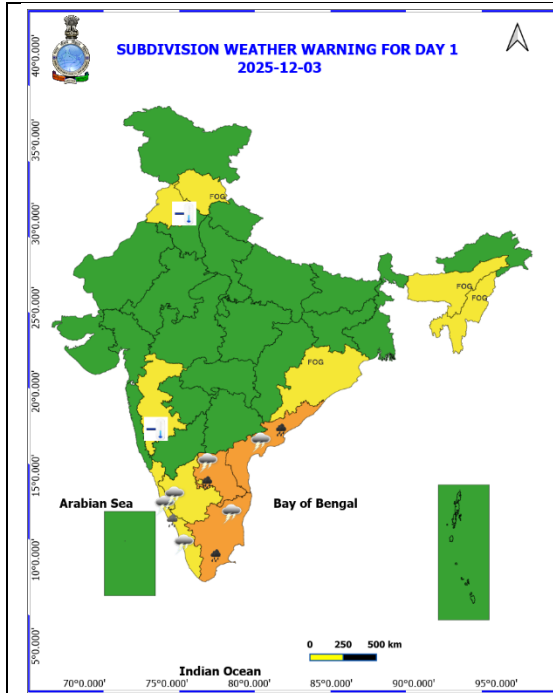 SUBDIVISION WEATHER WARNING FOR DAY 1
2025-12-03
40°0.000'
35°0.000'
30°0.000'
25°0.000'
20°0.000'
15°0.000'
10°0.000'
5°0.000'
FOG
FOG
FOG
FOG
Arabian Sea
Bay of Bengal
0 250 500 km
Indian Ocean
70°0.000' 75°0.000' 80°0.000' 85°0.000' 90°0.000' 95°0.000'